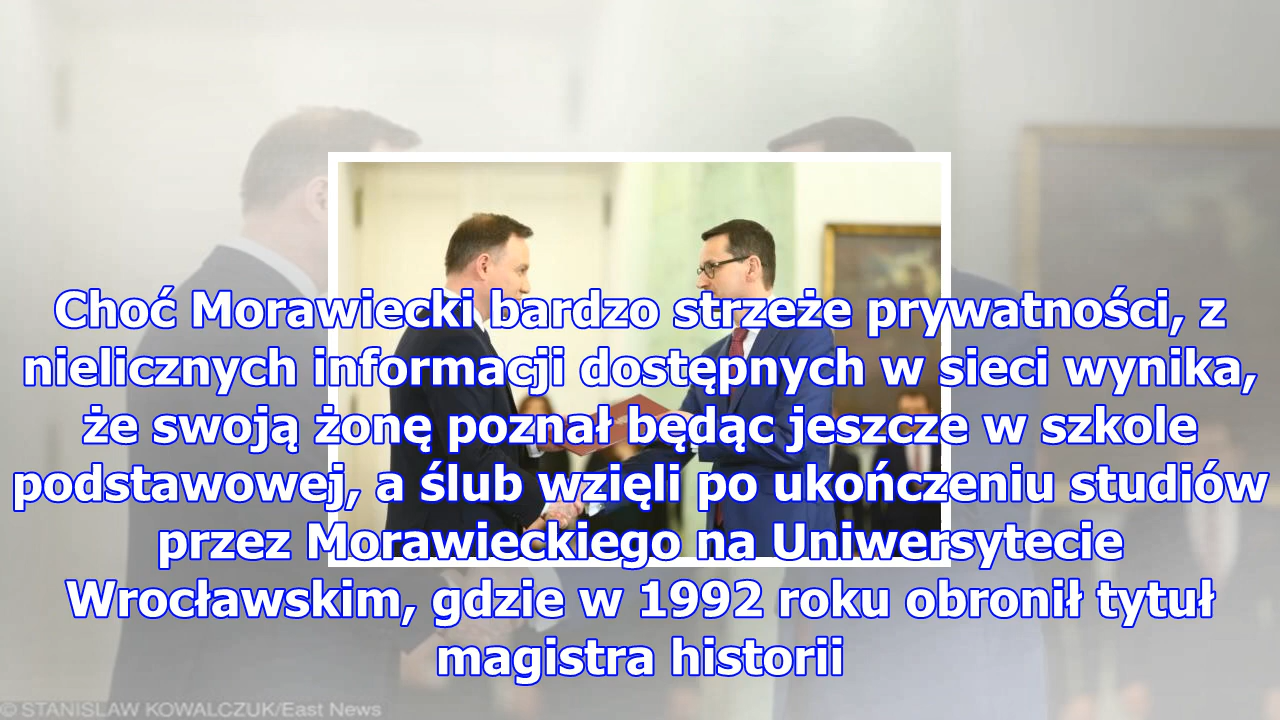 Choć Morawiecki bardzo strzeże prywatności, z
nielicznych informacji dostępnych w sieci wynika,
że swoją żonę poznał będąc jeszcze w szkole
podstawowej, a ślub wzięli po ukończeniu studiów
przez Morawieckiego na Uniwersytecie
Wrocławskim, gdzie w 1992 roku obronił tytuł
magistra historii
© STANISLAW KOWALCZUK/East News